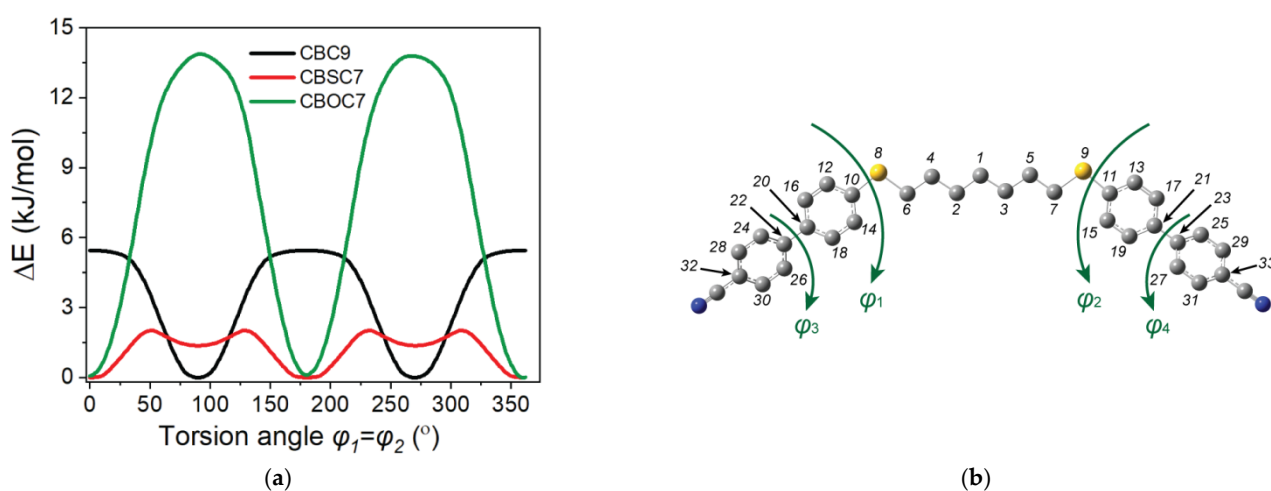 15
12
9
6
3
0
ΔE (kJ/mol)
CBC9
CBSC7
CBOC7
0 50 100 150 200 250 300 350
Torsion angle φ1=φ2 (º)
(a)
8 4 1 5 9
12 10 11 13
16 17
20 21
22 23
6 2 3 7
24 14 15 25
28 18 19 29
32 26 27 33
30 31
φ3 φ1 φ2 φ4
(b)